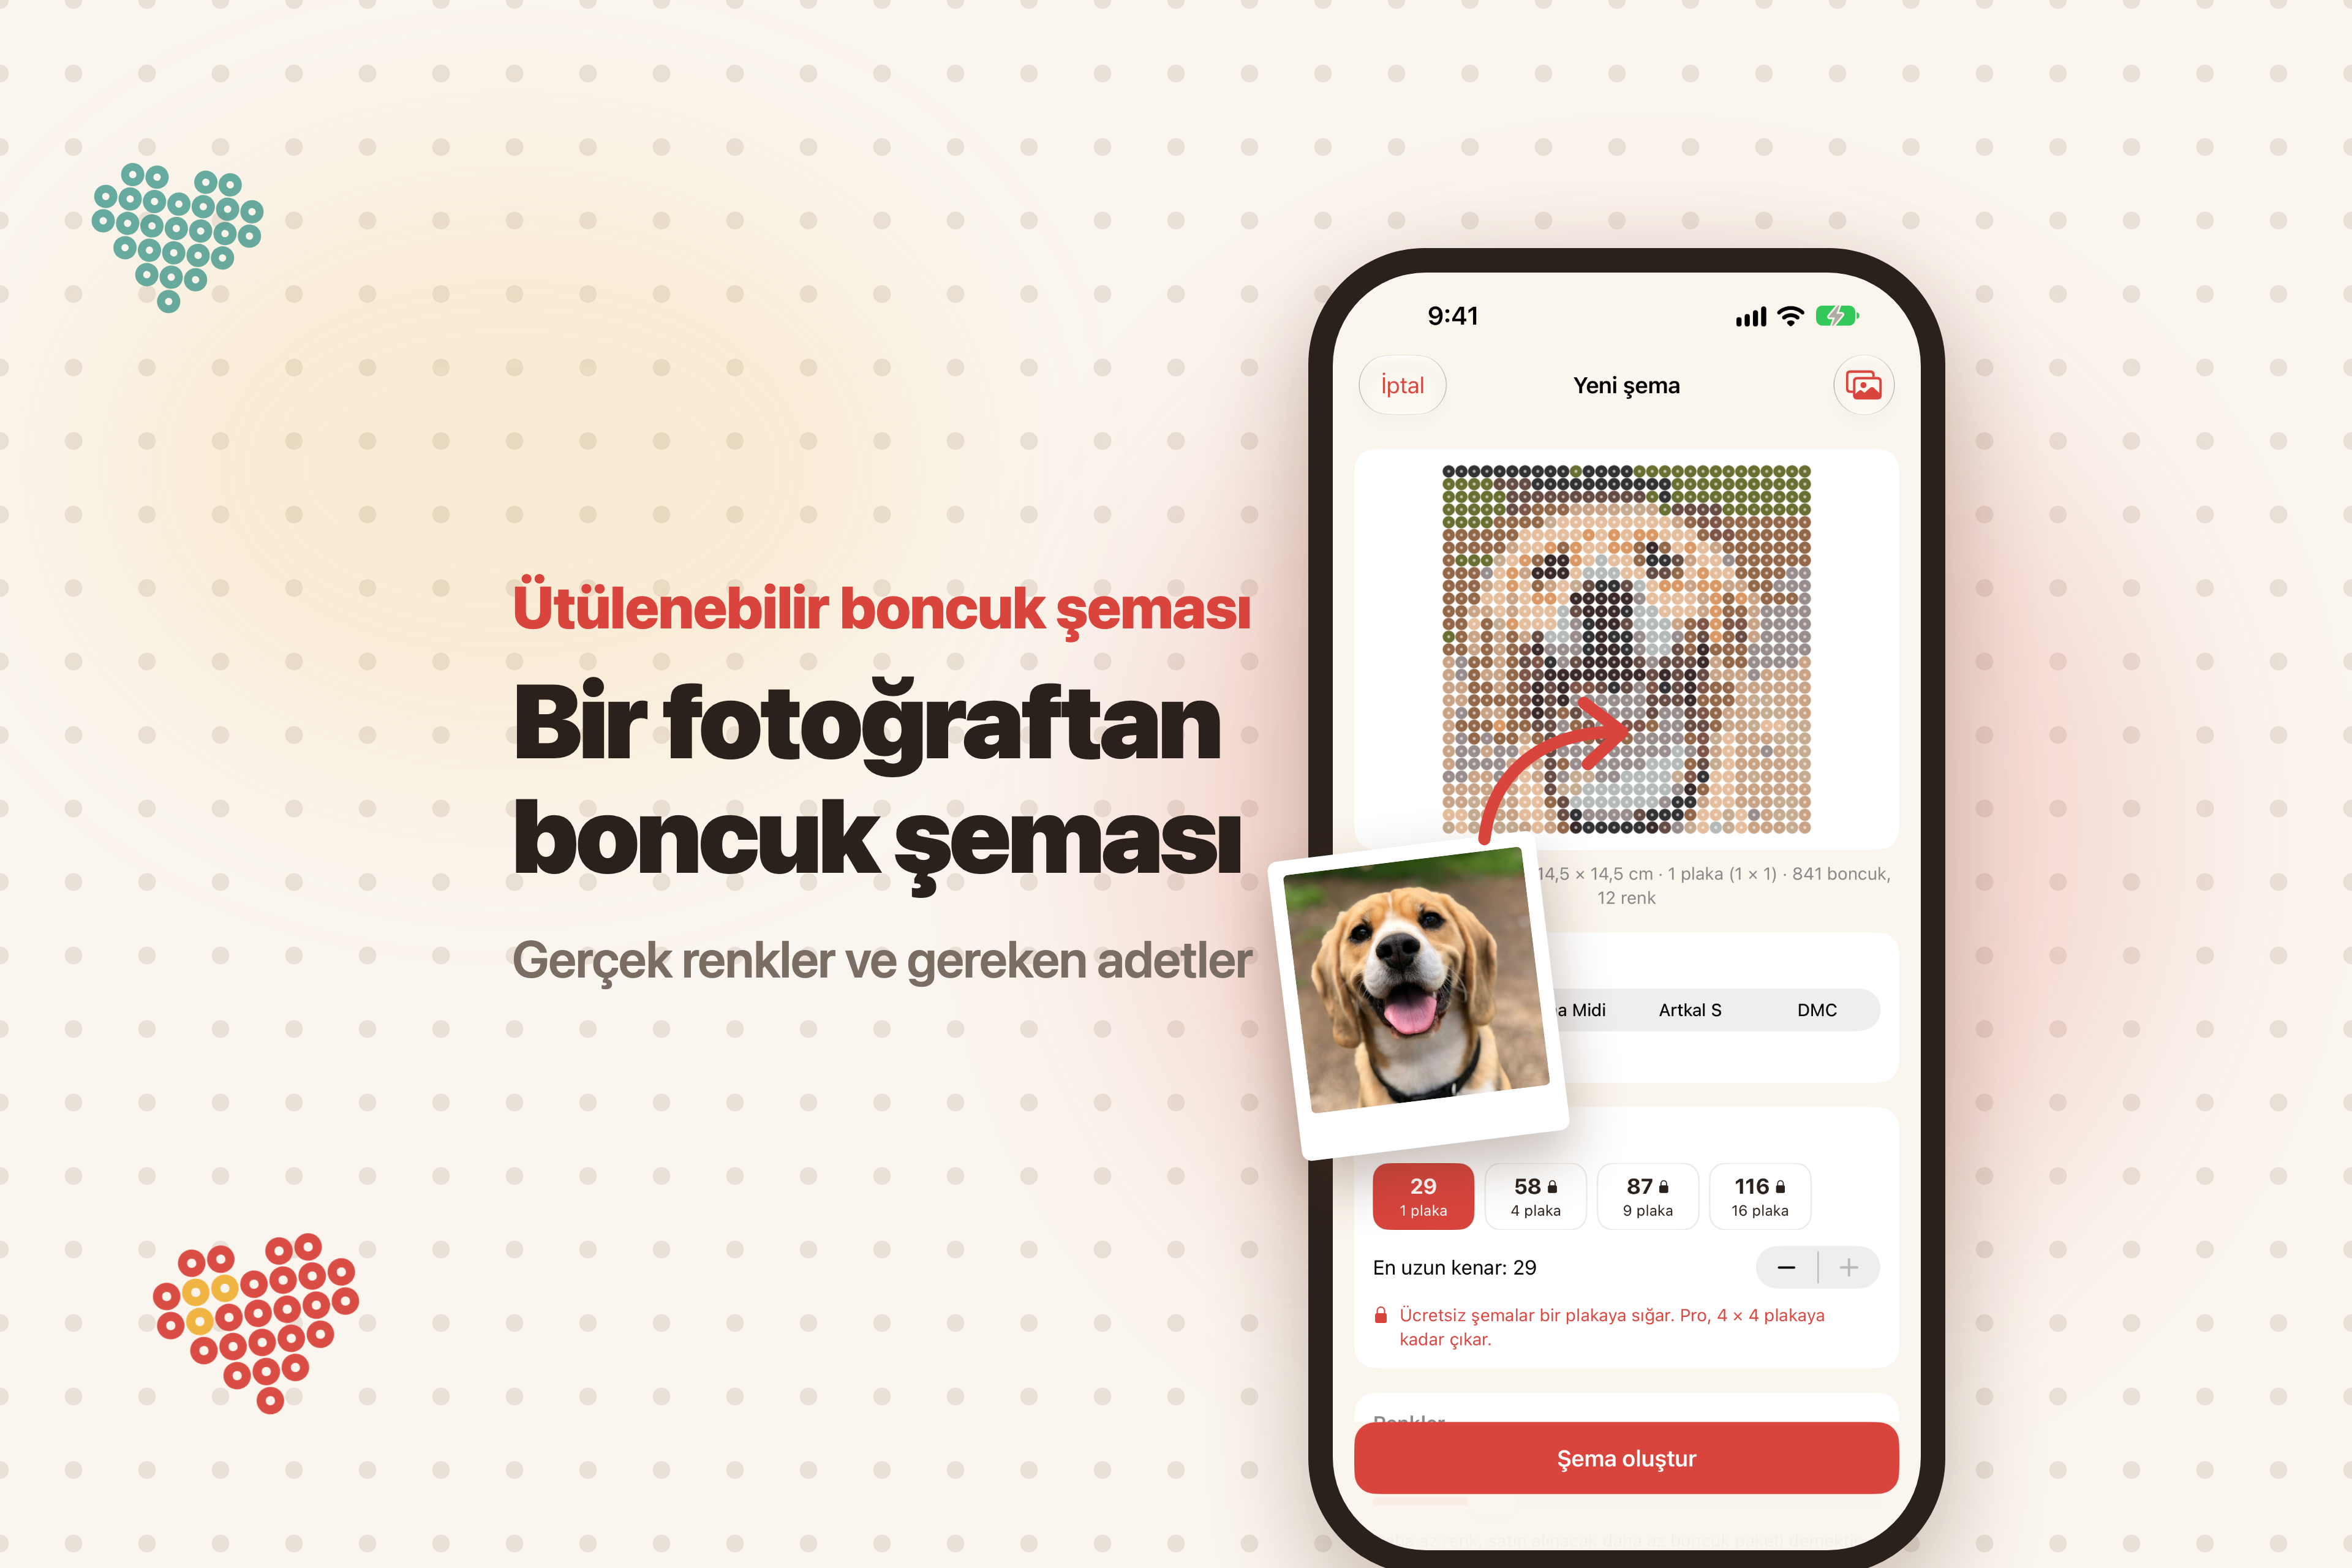 Ütülenebilir boncuk şeması
Bir fotoğraftan
boncuk şeması
Gerçek renkler ve gereken adetler
9:41
İptal
Yeni şema
14,5 × 14,5 cm · 1 plaka (1 × 1) · 841 boncuk,
12 renk
Midi
Artkal S
DMC
29
1 plaka
58
4 plaka
87
9 plaka
116
16 plaka
En uzun kenar: 29
Ücretsiz şemalar bir plakaya sığar. Pro, 4 × 4 plakaya
kadar çıkar.
Renkler
Şema oluştur